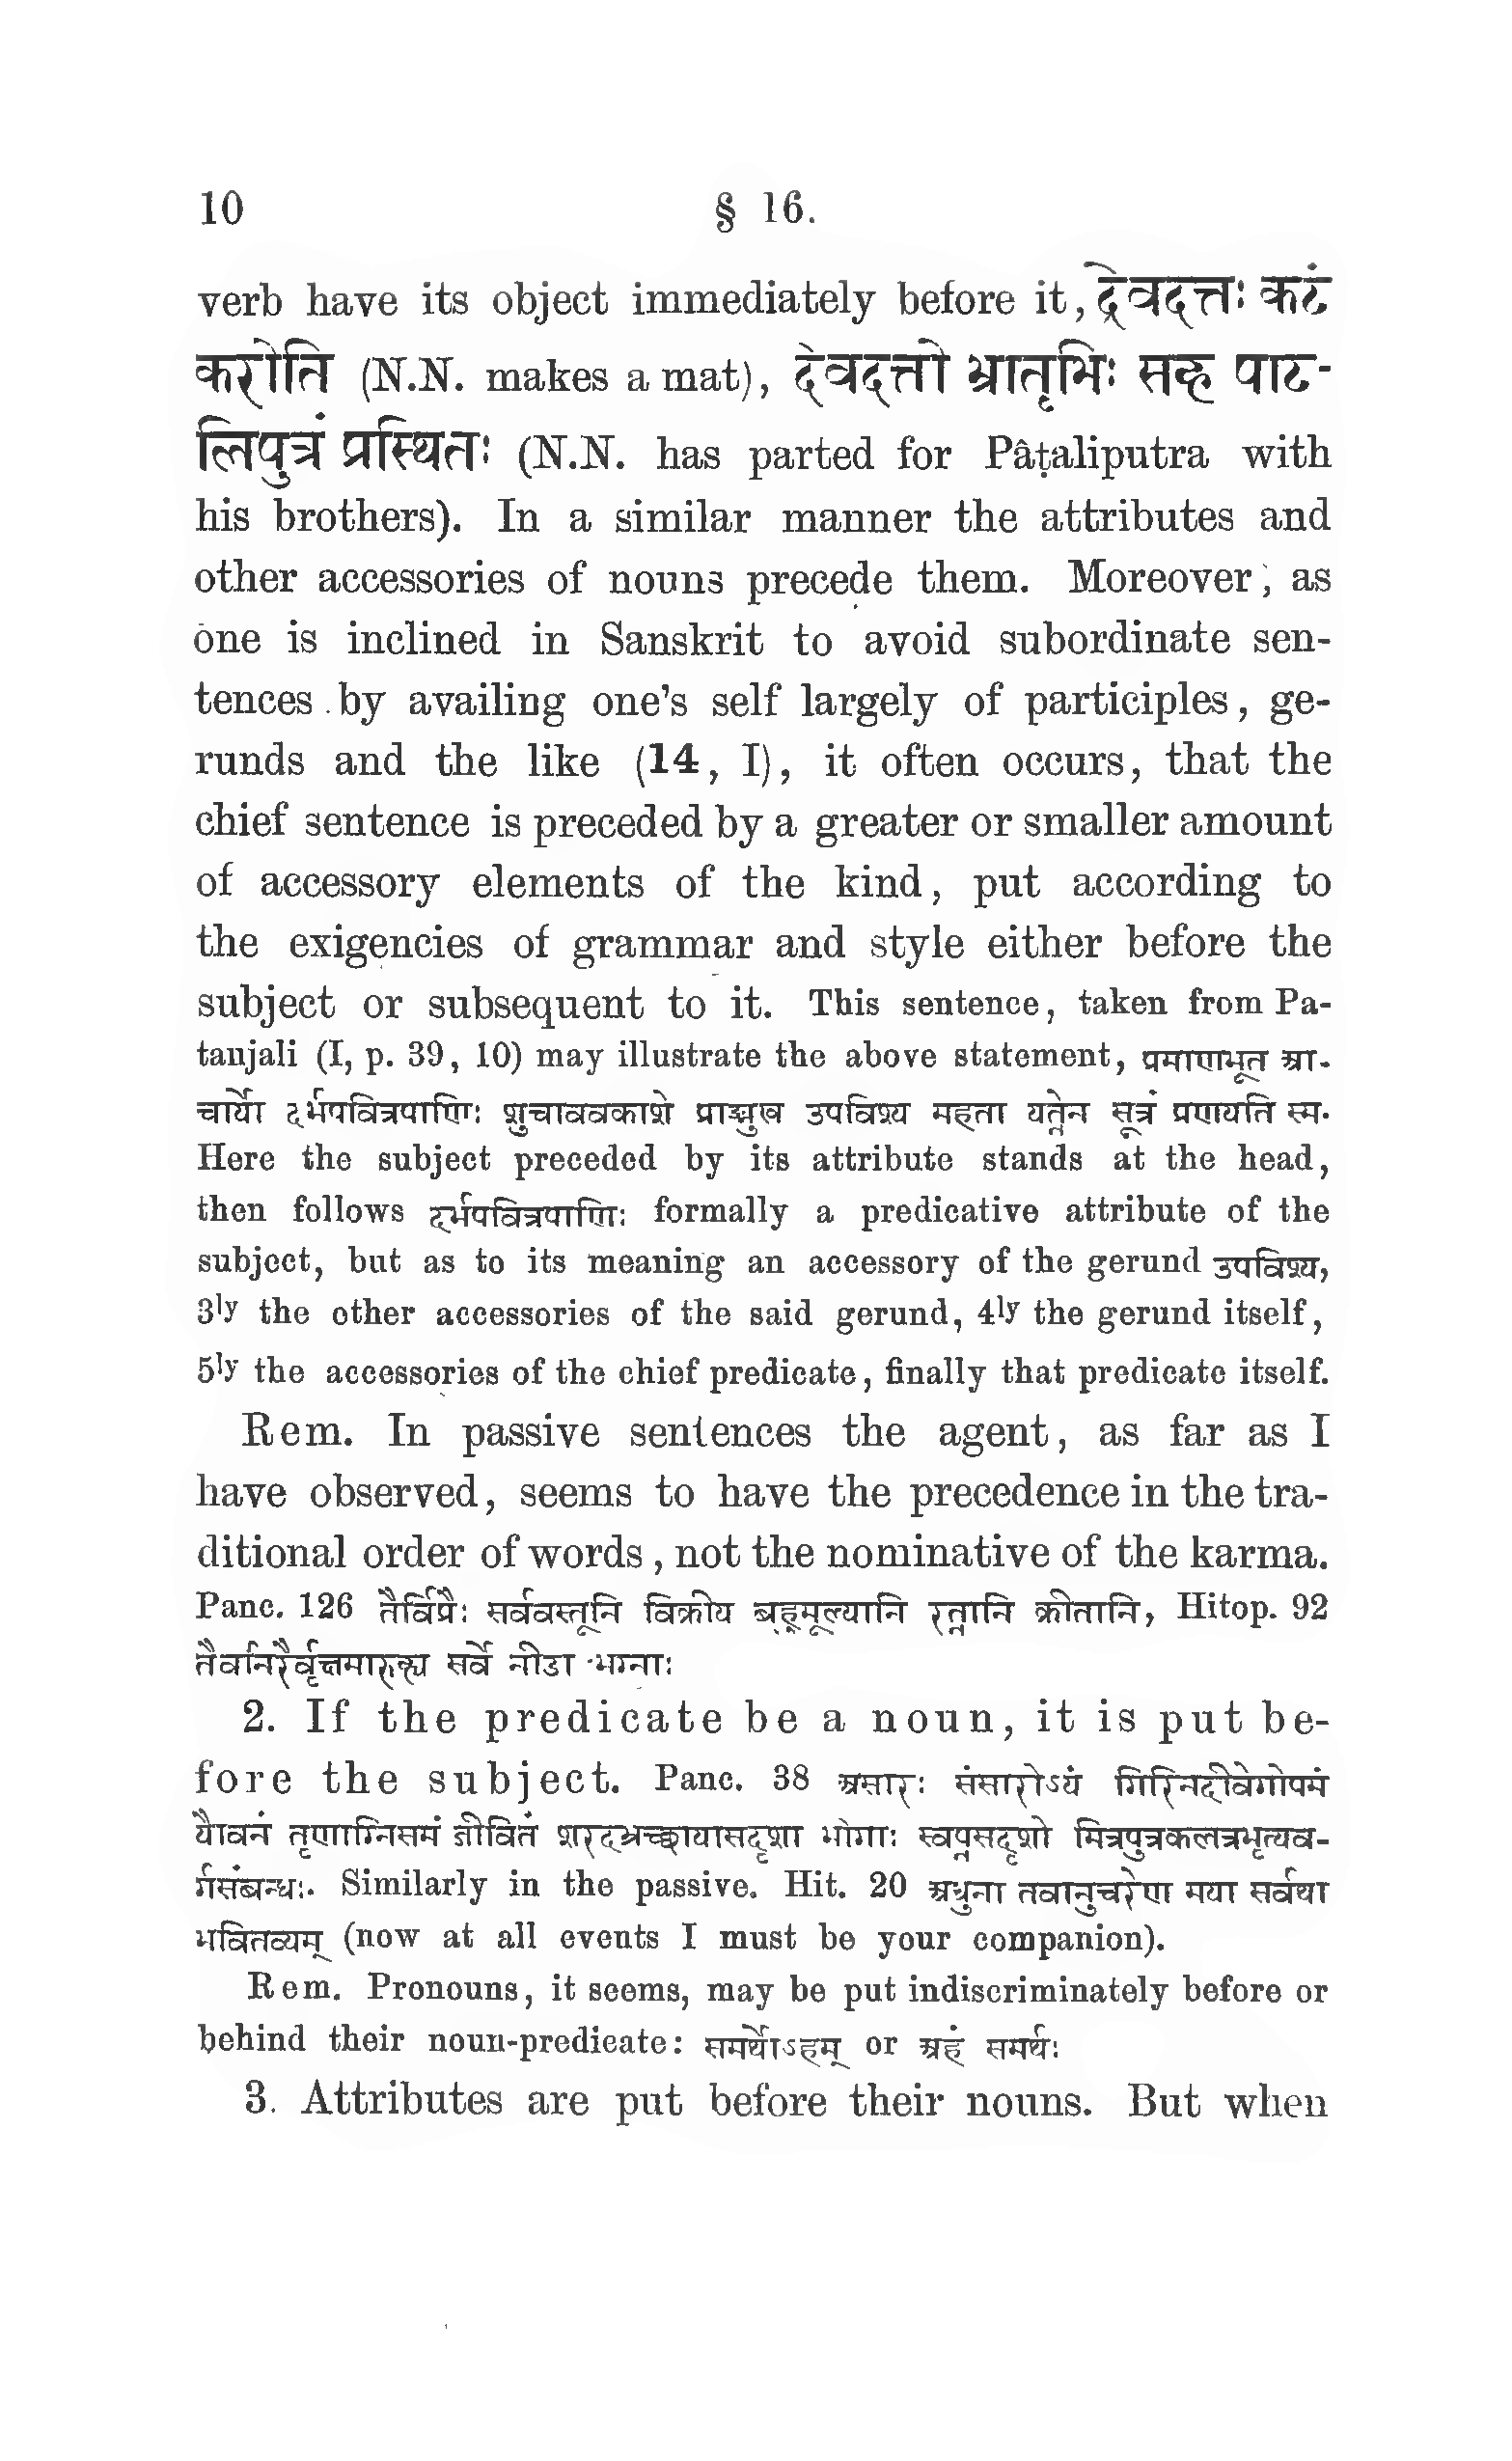 10 § 16.
verb have its object immediately before it, देवदत्तः कटं
करोति (N.N. makes a mat), देवदत्तो भ्रातृभिः सह पाट-
लिपुत्रं प्रस्थितः (N.N. has parted for Pâṭaliputra with
his brothers). In a similar manner the attributes and
other accessories of nouns precede them. Moreover, as
one is inclined in Sanskrit to avoid subordinate sen-
tences by availing one's self largely of participles, ge-
runds and the like (14, I), it often occurs, that the
chief sentence is preceded by a greater or smaller amount
of accessory elements of the kind, put according to
the exigencies of grammar and style either before the
subject or subsequent to it. This sentence, taken from Pa-
tanjali (I, p. 39, 10) may illustrate the above statement, प्रमाणभूत आ-
चार्यो दर्भपवित्रपाणिः शुचाववकाशे प्राङ्मुख उपविश्य महता यत्नेन सूत्रं प्रणयति स्म.
Here the subject preceded by its attribute stands at the head,
then follows दर्भपवित्रपाणिः formally a predicative attribute of the
subject, but as to its meaning an accessory of the gerund उपविश्य,
3ly the other accessories of the said gerund, 4ly the gerund itself,
5ly the accessories of the chief predicate, finally that predicate itself.
Rem. In passive sentences the agent, as far as I
have observed, seems to have the precedence in the tra-
ditional order of words, not the nominative of the karma.
Panc. 126 तैर्विप्रैः सर्ववस्तूनि विक्रीय बहुमूल्यानि रत्नानि क्रीतानि, Hitop. 92
तैर्वानरैर्वृक्षमारुह्य सर्वे नीडा भग्नाः
2. If the predicate be a noun, it is put be-
fore the subject. Panc. 38 असारः संसारोऽयं गिरिनदीवेगोपमं
यौवनं तृणाग्निसमं जीवितं शरदभ्रच्छायासदृशा भोगाः स्वप्नसदृशो मित्रपुत्रकलत्रभृत्यव-
र्गसंबन्धः. Similarly in the passive. Hit. 20 अधुना तवानुचरेण मया सर्वथा
भवितव्यम् (now at all events I must be your companion).
Rem. Pronouns, it seems, may be put indiscriminately before or
behind their noun-predicate: समर्थोऽहम् or अहं समर्थः
3. Attributes are put before their nouns. But when